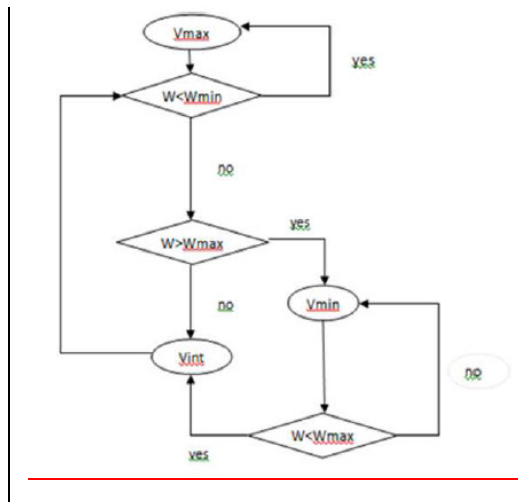 Vmax
yes
W<Wmin
no
yes
W>Wmax
no
Vmin
Vint
no
W<Wmax
yes